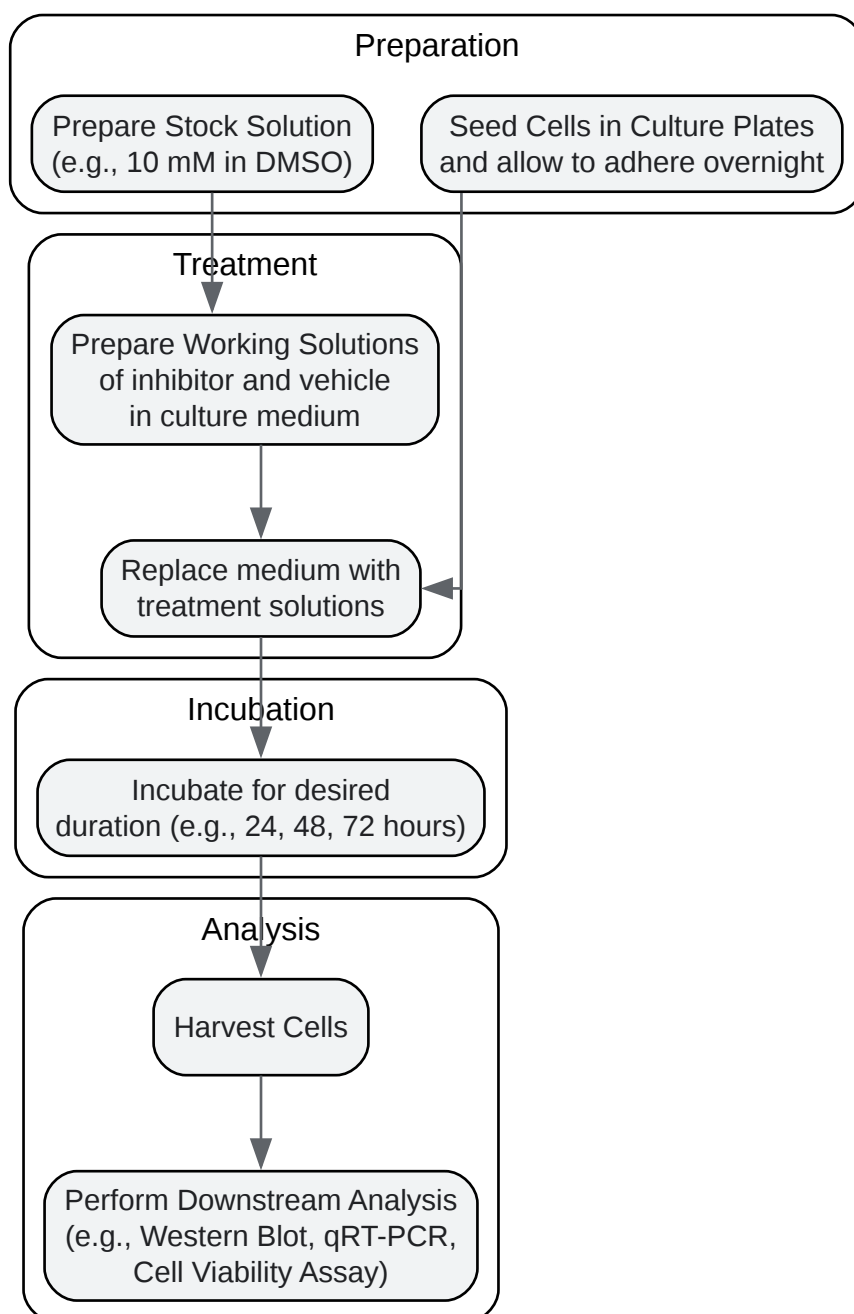 Preparation
Prepare Stock Solution
(e.g., 10 mM in DMSO)
Seed Cells in Culture Plates
and allow to adhere overnight
Treatment
Prepare Working Solutions
of inhibitor and vehicle
in culture medium
Replace medium with
treatment solutions
Incubation
Incubate for desired
duration (e.g., 24, 48, 72 hours)
Analysis
Harvest Cells
Perform Downstream Analysis
(e.g., Western Blot, qRT-PCR,
Cell Viability Assay)